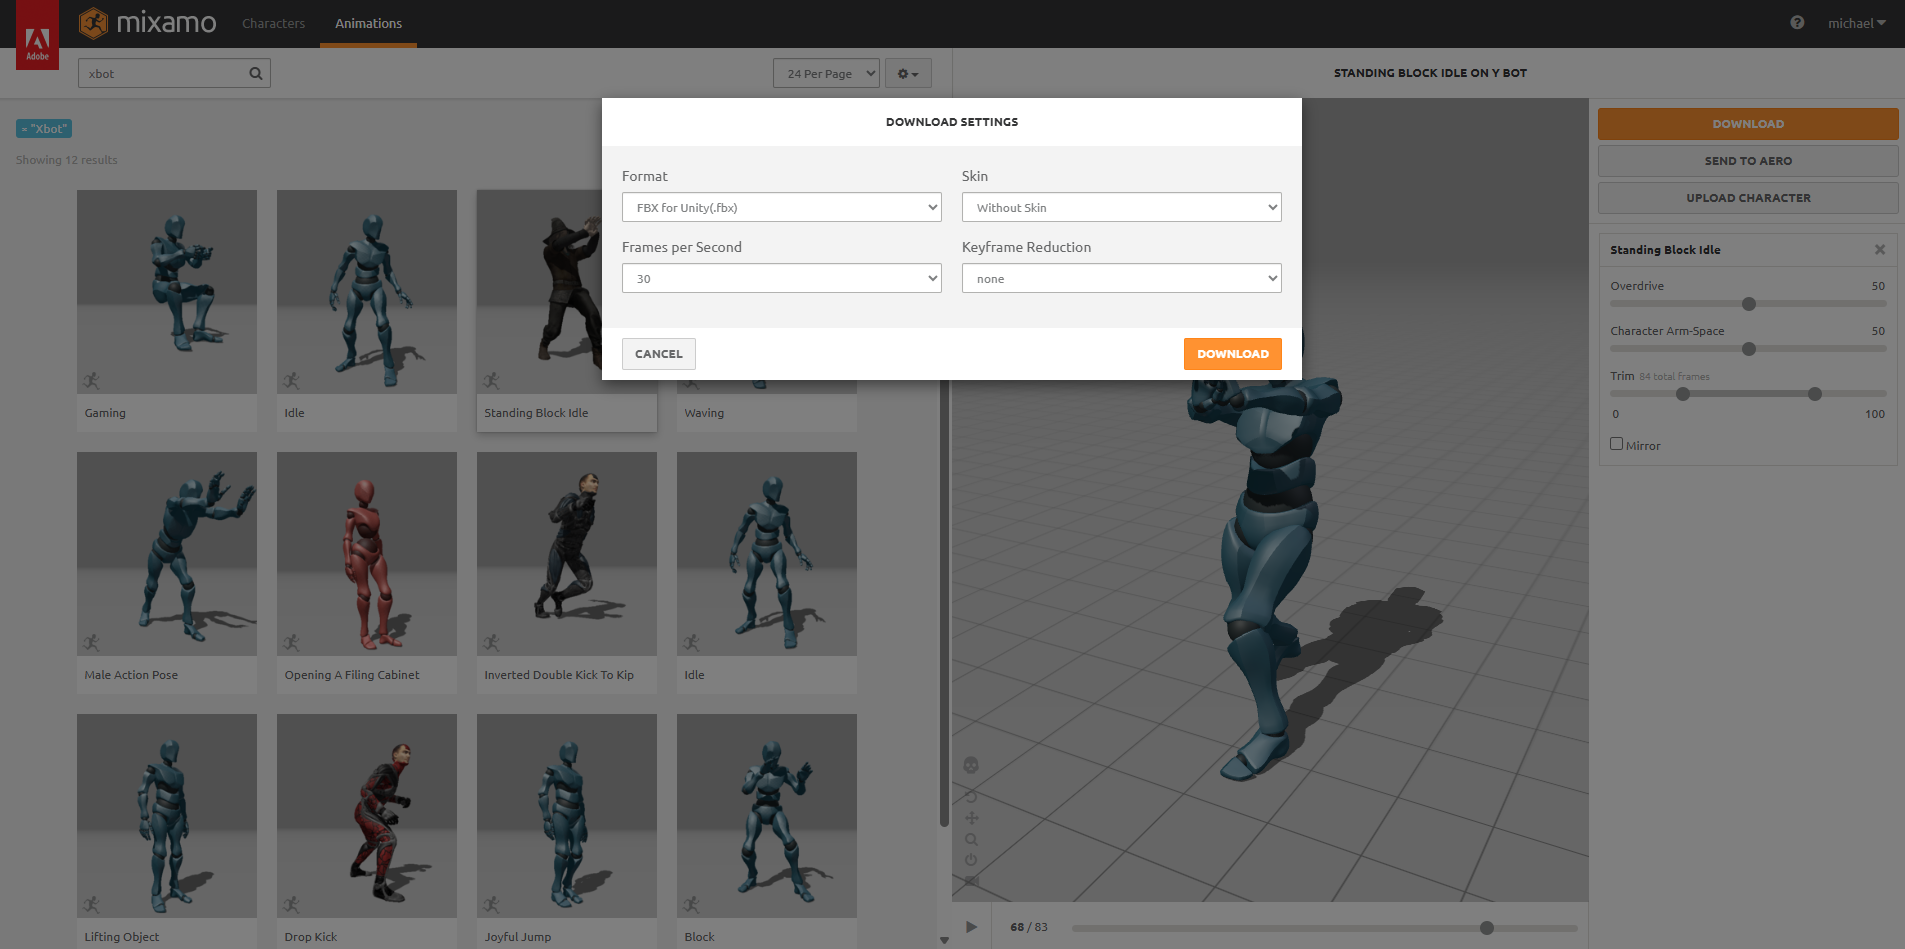 Adobe
mixamo
Characters
Animations
michael
xbot
24 Per Page
STANDING BLOCK IDLE ON Y BOT
» "Xbot"
Showing 12 results
DOWNLOAD SETTINGS
Format
Skin
FBX for Unity(.fbx)
Without Skin
Frames per Second
Keyframe Reduction
30
none
CANCEL
DOWNLOAD
DOWNLOAD
SEND TO AERO
UPLOAD CHARACTER
Standing Block Idle
Overdrive 50
Character Arm-Space 50
Trim 84 total frames
0 100
Mirror
Gaming
Idle
Standing Block Idle
Waving
Male Action Pose
Opening A Filing Cabinet
Inverted Double Kick To Kip
Idle
Lifting Object
Drop Kick
Joyful Jump
Block
68 / 83